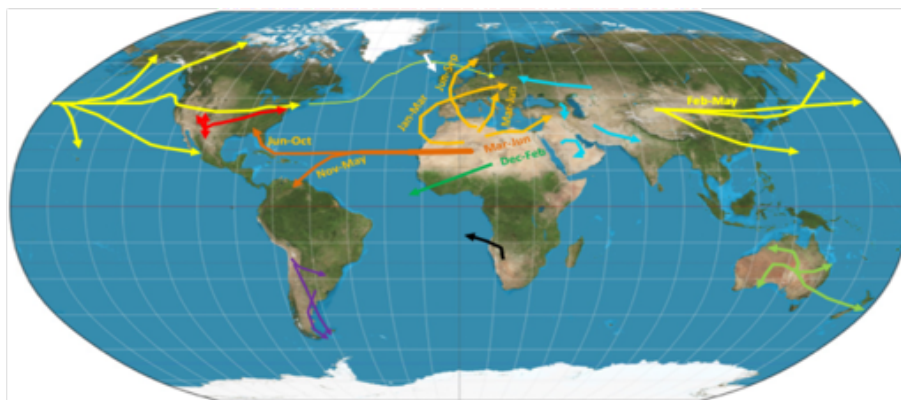 Jun-Sep
Jan-Mar
Mar-Jun
Feb-May
Jun-Oct
Mar-Jun
Nov-May
Dec-Feb